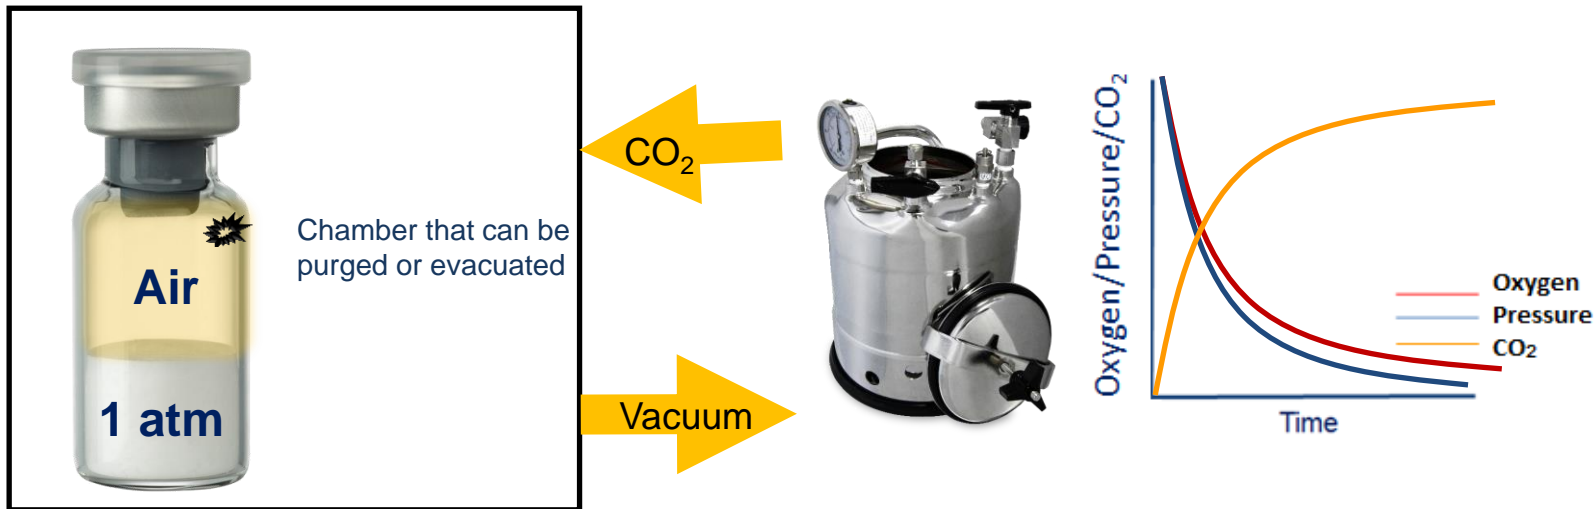 Air
1 atm
Chamber that can be
purged or evacuated
CO₂
Vacuum
Oxygen/Pressure/CO₂
Oxygen
Pressure
CO₂
Time